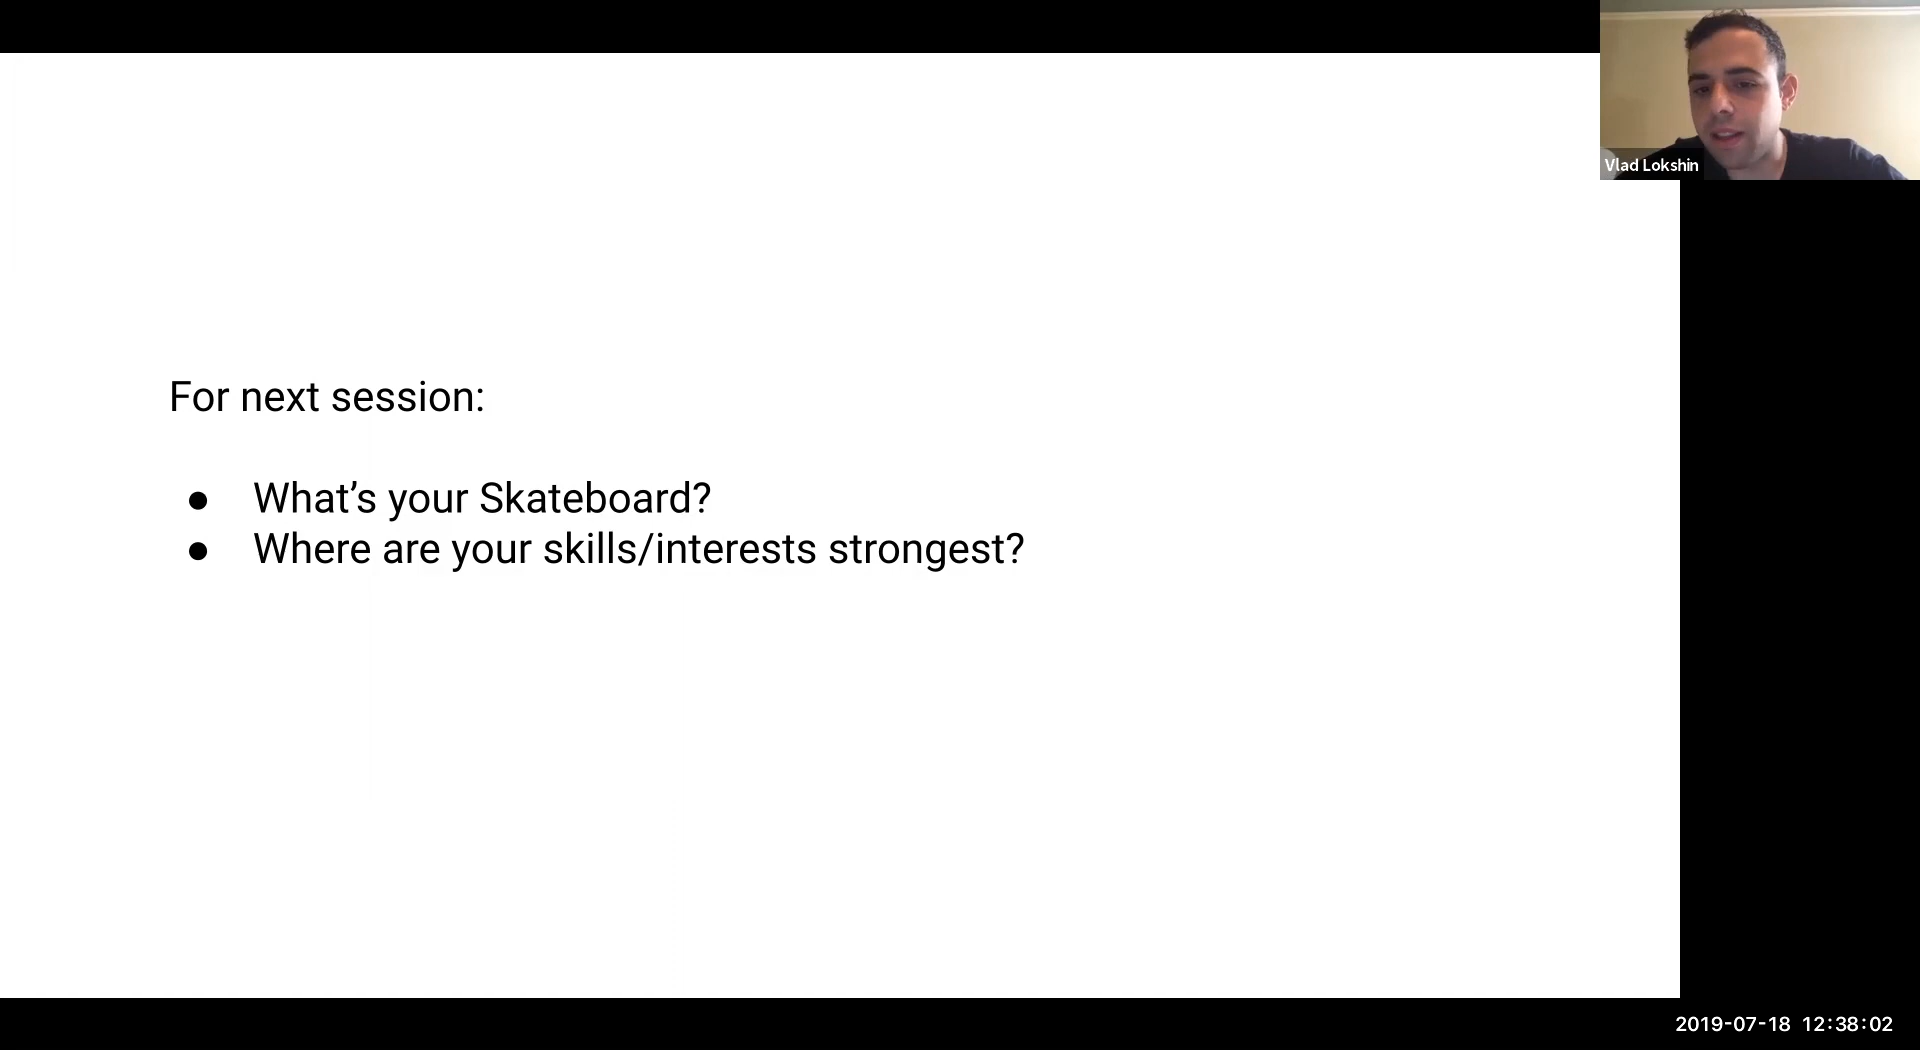 Vlad Lokshin
For next session:
● What’s your Skateboard?
● Where are your skills/interests strongest?
2019-07-18 12:38:02